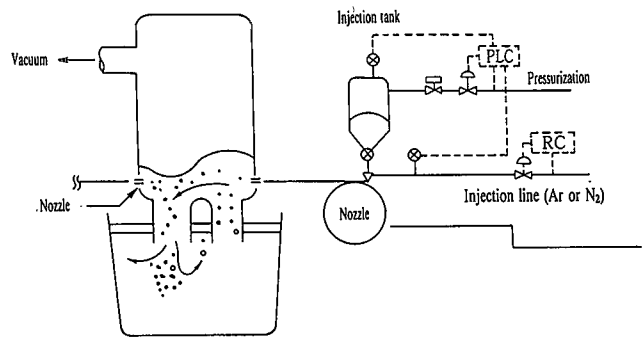 Injection tank
Vacuum
PLC
Pressurization
RC
Injection line (Ar or N₂)
Nozzle
Nozzle